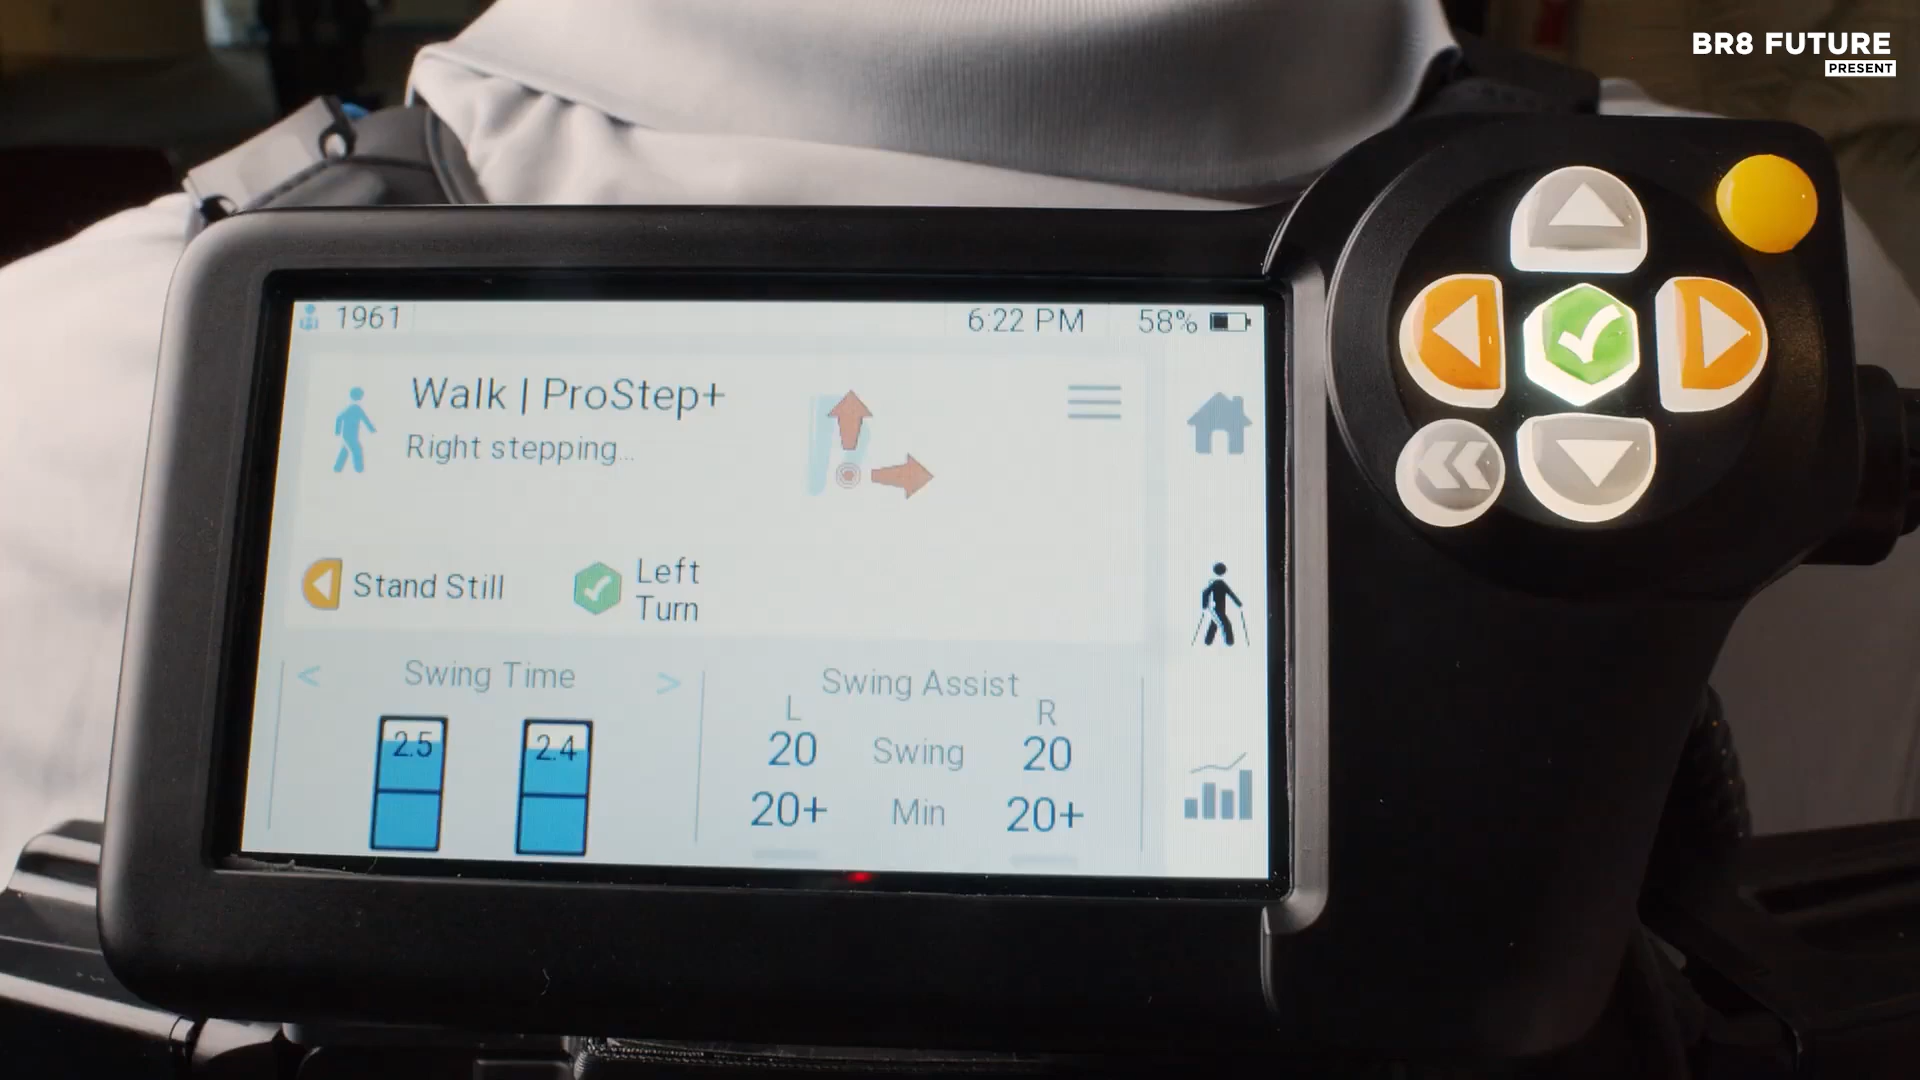 BR8 FUTURE
PRESENT
1961
6:22 PM
58%
Walk | ProStep+
Right stepping...
Stand Still
Left
Turn
< Swing Time >
2.5
2.4
Swing Assist
L
R
20 Swing 20
20+ Min 20+